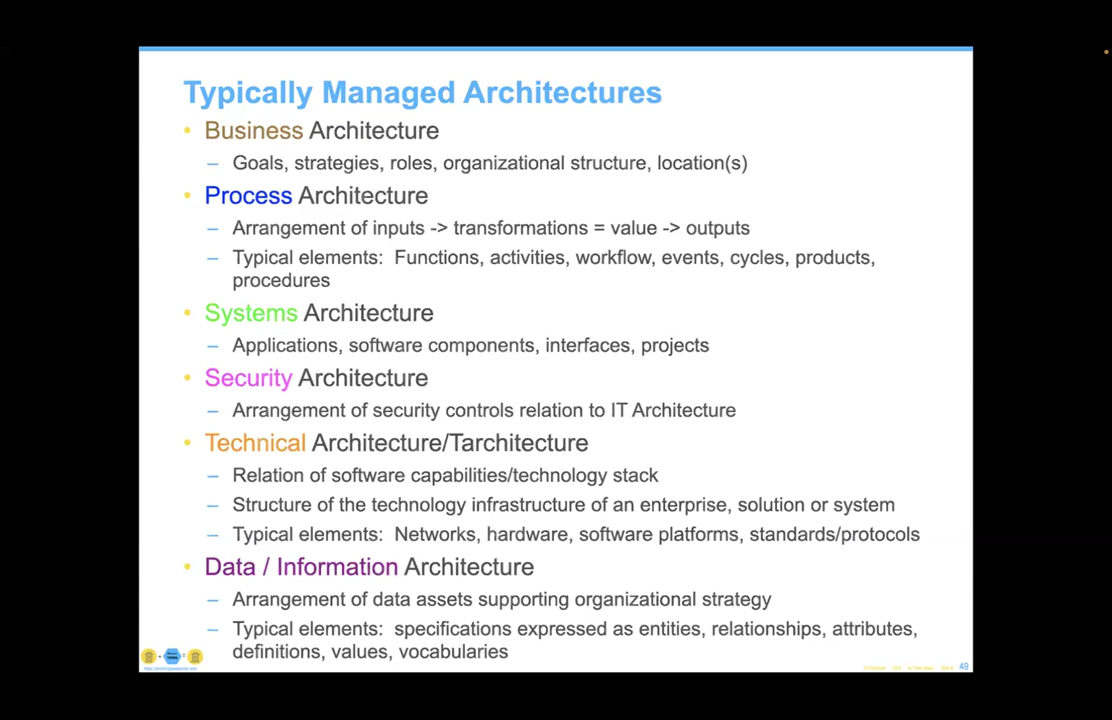 Typically Managed Architectures
• Business Architecture
– Goals, strategies, roles, organizational structure, location(s)
• Process Architecture
– Arrangement of inputs -> transformations = value -> outputs
– Typical elements: Functions, activities, workflow, events, cycles, products,
procedures
• Systems Architecture
– Applications, software components, interfaces, projects
• Security Architecture
– Arrangement of security controls relation to IT Architecture
• Technical Architecture/Tarchitecture
– Relation of software capabilities/technology stack
– Structure of the technology infrastructure of an enterprise, solution or system
– Typical elements: Networks, hardware, software platforms, standards/protocols
• Data / Information Architecture
– Arrangement of data assets supporting organizational strategy
– Typical elements: specifications expressed as entities, relationships, attributes,
definitions, values, vocabularies
49